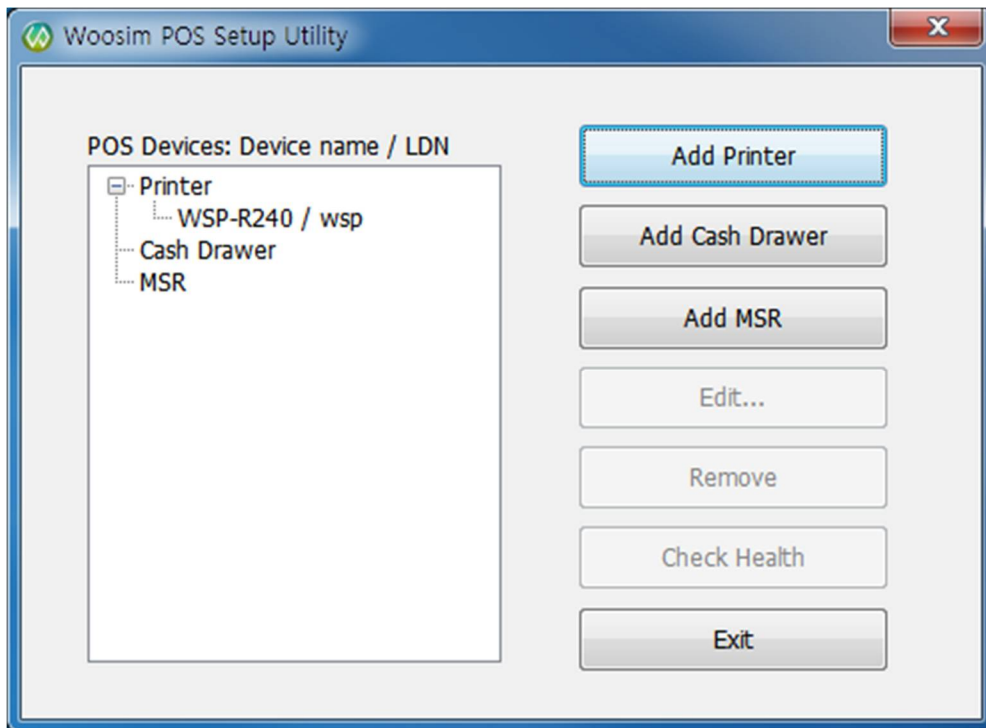 Woosim POS Setup Utility
POS Devices: Device name / LDN
Printer
WSP-R240 / wsp
Cash Drawer
MSR
Add Printer
Add Cash Drawer
Add MSR
Edit...
Remove
Check Health
Exit